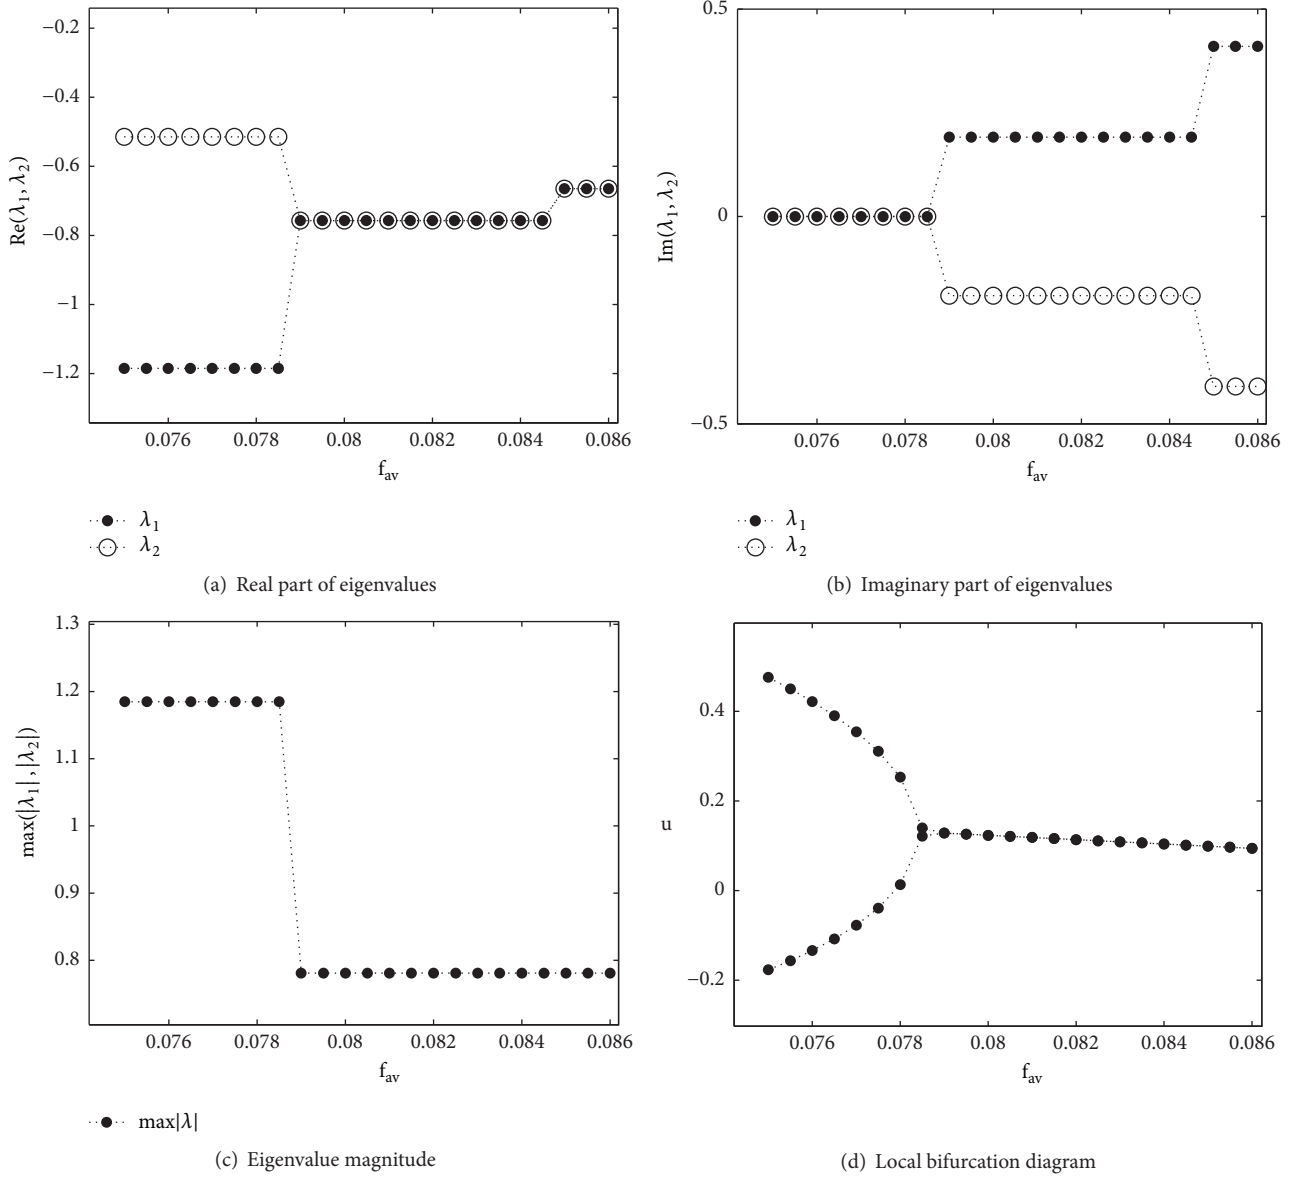 −0.2
−0.4
−0.6
−0.8
−1
−1.2
Re(λ1, λ2)
0.076 0.078 0.08 0.082 0.084 0.086
fav
λ1
λ2
(a) Real part of eigenvalues
0.5
0
−0.5
Im(λ1, λ2)
0.076 0.078 0.08 0.082 0.084 0.086
fav
λ1
λ2
(b) Imaginary part of eigenvalues
1.3
1.2
1.1
1
0.9
0.8
max(|λ1|,|λ2|)
0.076 0.078 0.08 0.082 0.084 0.086
fav
max|λ|
(c) Eigenvalue magnitude
0.4
0.2
0
−0.2
u
0.076 0.078 0.08 0.082 0.084 0.086
fav
(d) Local bifurcation diagram